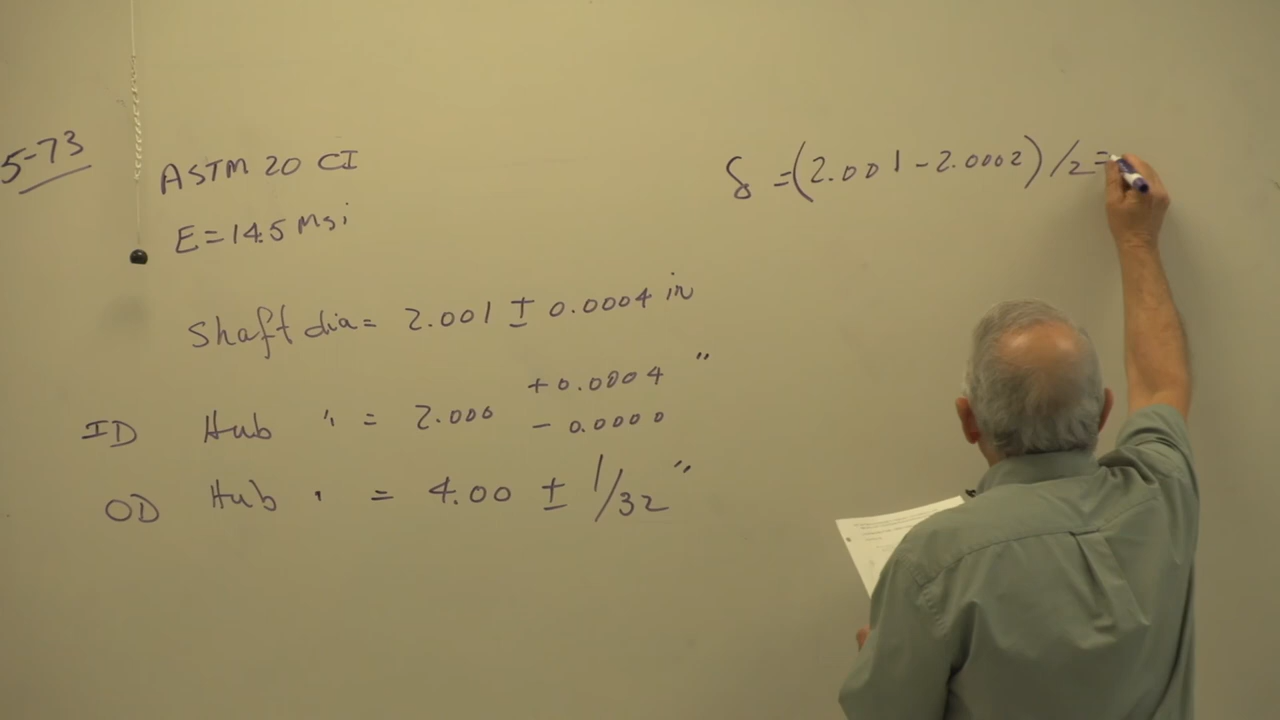 5-73
ASTM 20 CI
E = 14.5 Msi
Shaft dia = 2.001 ± 0.0004 in
ID Hub " = 2.000 +0.0004 "
- 0.0000
OD Hub " = 4.00 ± 1/32 "
δ = (2.001 - 2.0002) / 2 =